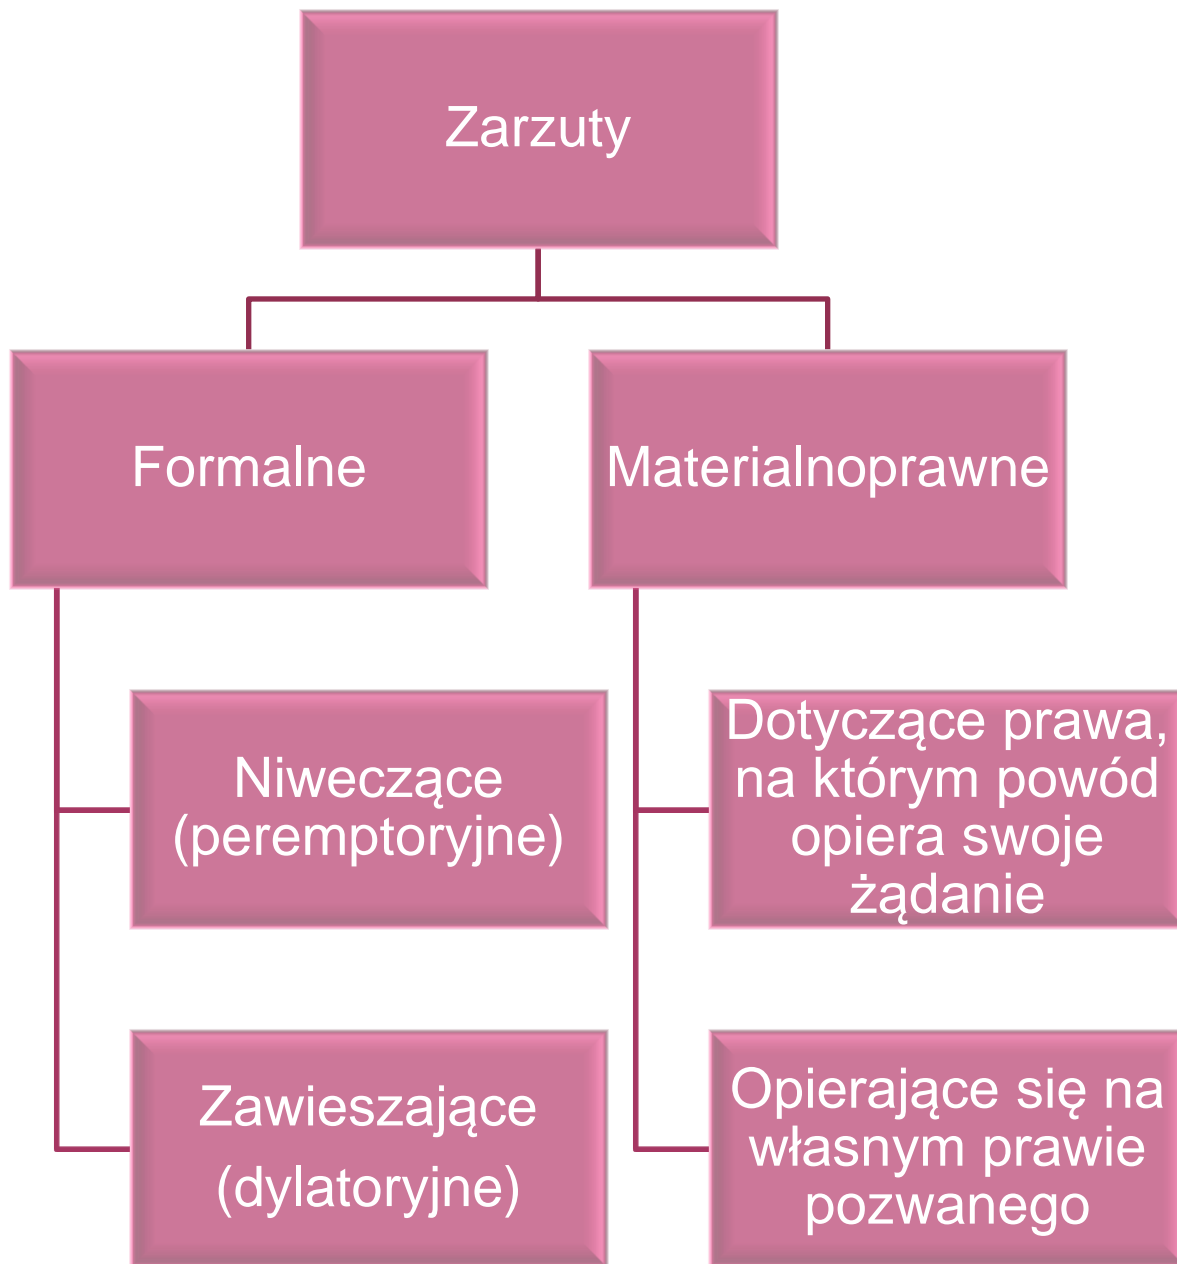 Zarzuty
Formalne
Materialnoprawne
Niweczące
(peremptoryjne)
Dotyczące prawa,
na którym powód
opiera swoje
żądanie
Zawieszające
(dylatoryjne)
Opierające się na
własnym prawie
pozwanego